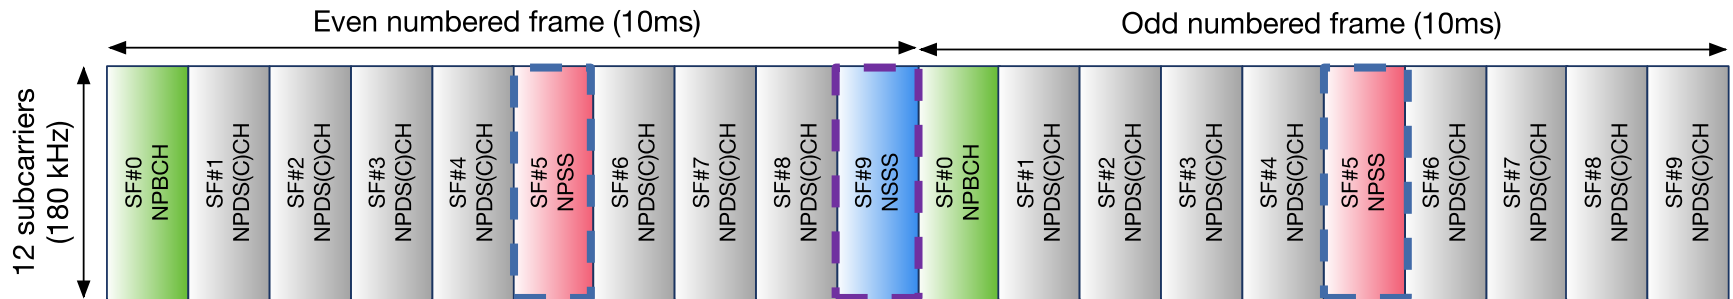 Even numbered frame (10ms)
Odd numbered frame (10ms)
12 subcarriers
(180 kHz)
SF#0
NPBCH
SF#1
NPDS(C)CH
SF#2
NPDS(C)CH
SF#3
NPDS(C)CH
SF#4
NPDS(C)CH
SF#5
NPSS
SF#6
NPDS(C)CH
SF#7
NPDS(C)CH
SF#8
NPDS(C)CH
SF#9
NSSS
SF#0
NPBCH
SF#1
NPDS(C)CH
SF#2
NPDS(C)CH
SF#3
NPDS(C)CH
SF#4
NPDS(C)CH
SF#5
NPSS
SF#6
NPDS(C)CH
SF#7
NPDS(C)CH
SF#8
NPDS(C)CH
SF#9
NPDS(C)CH